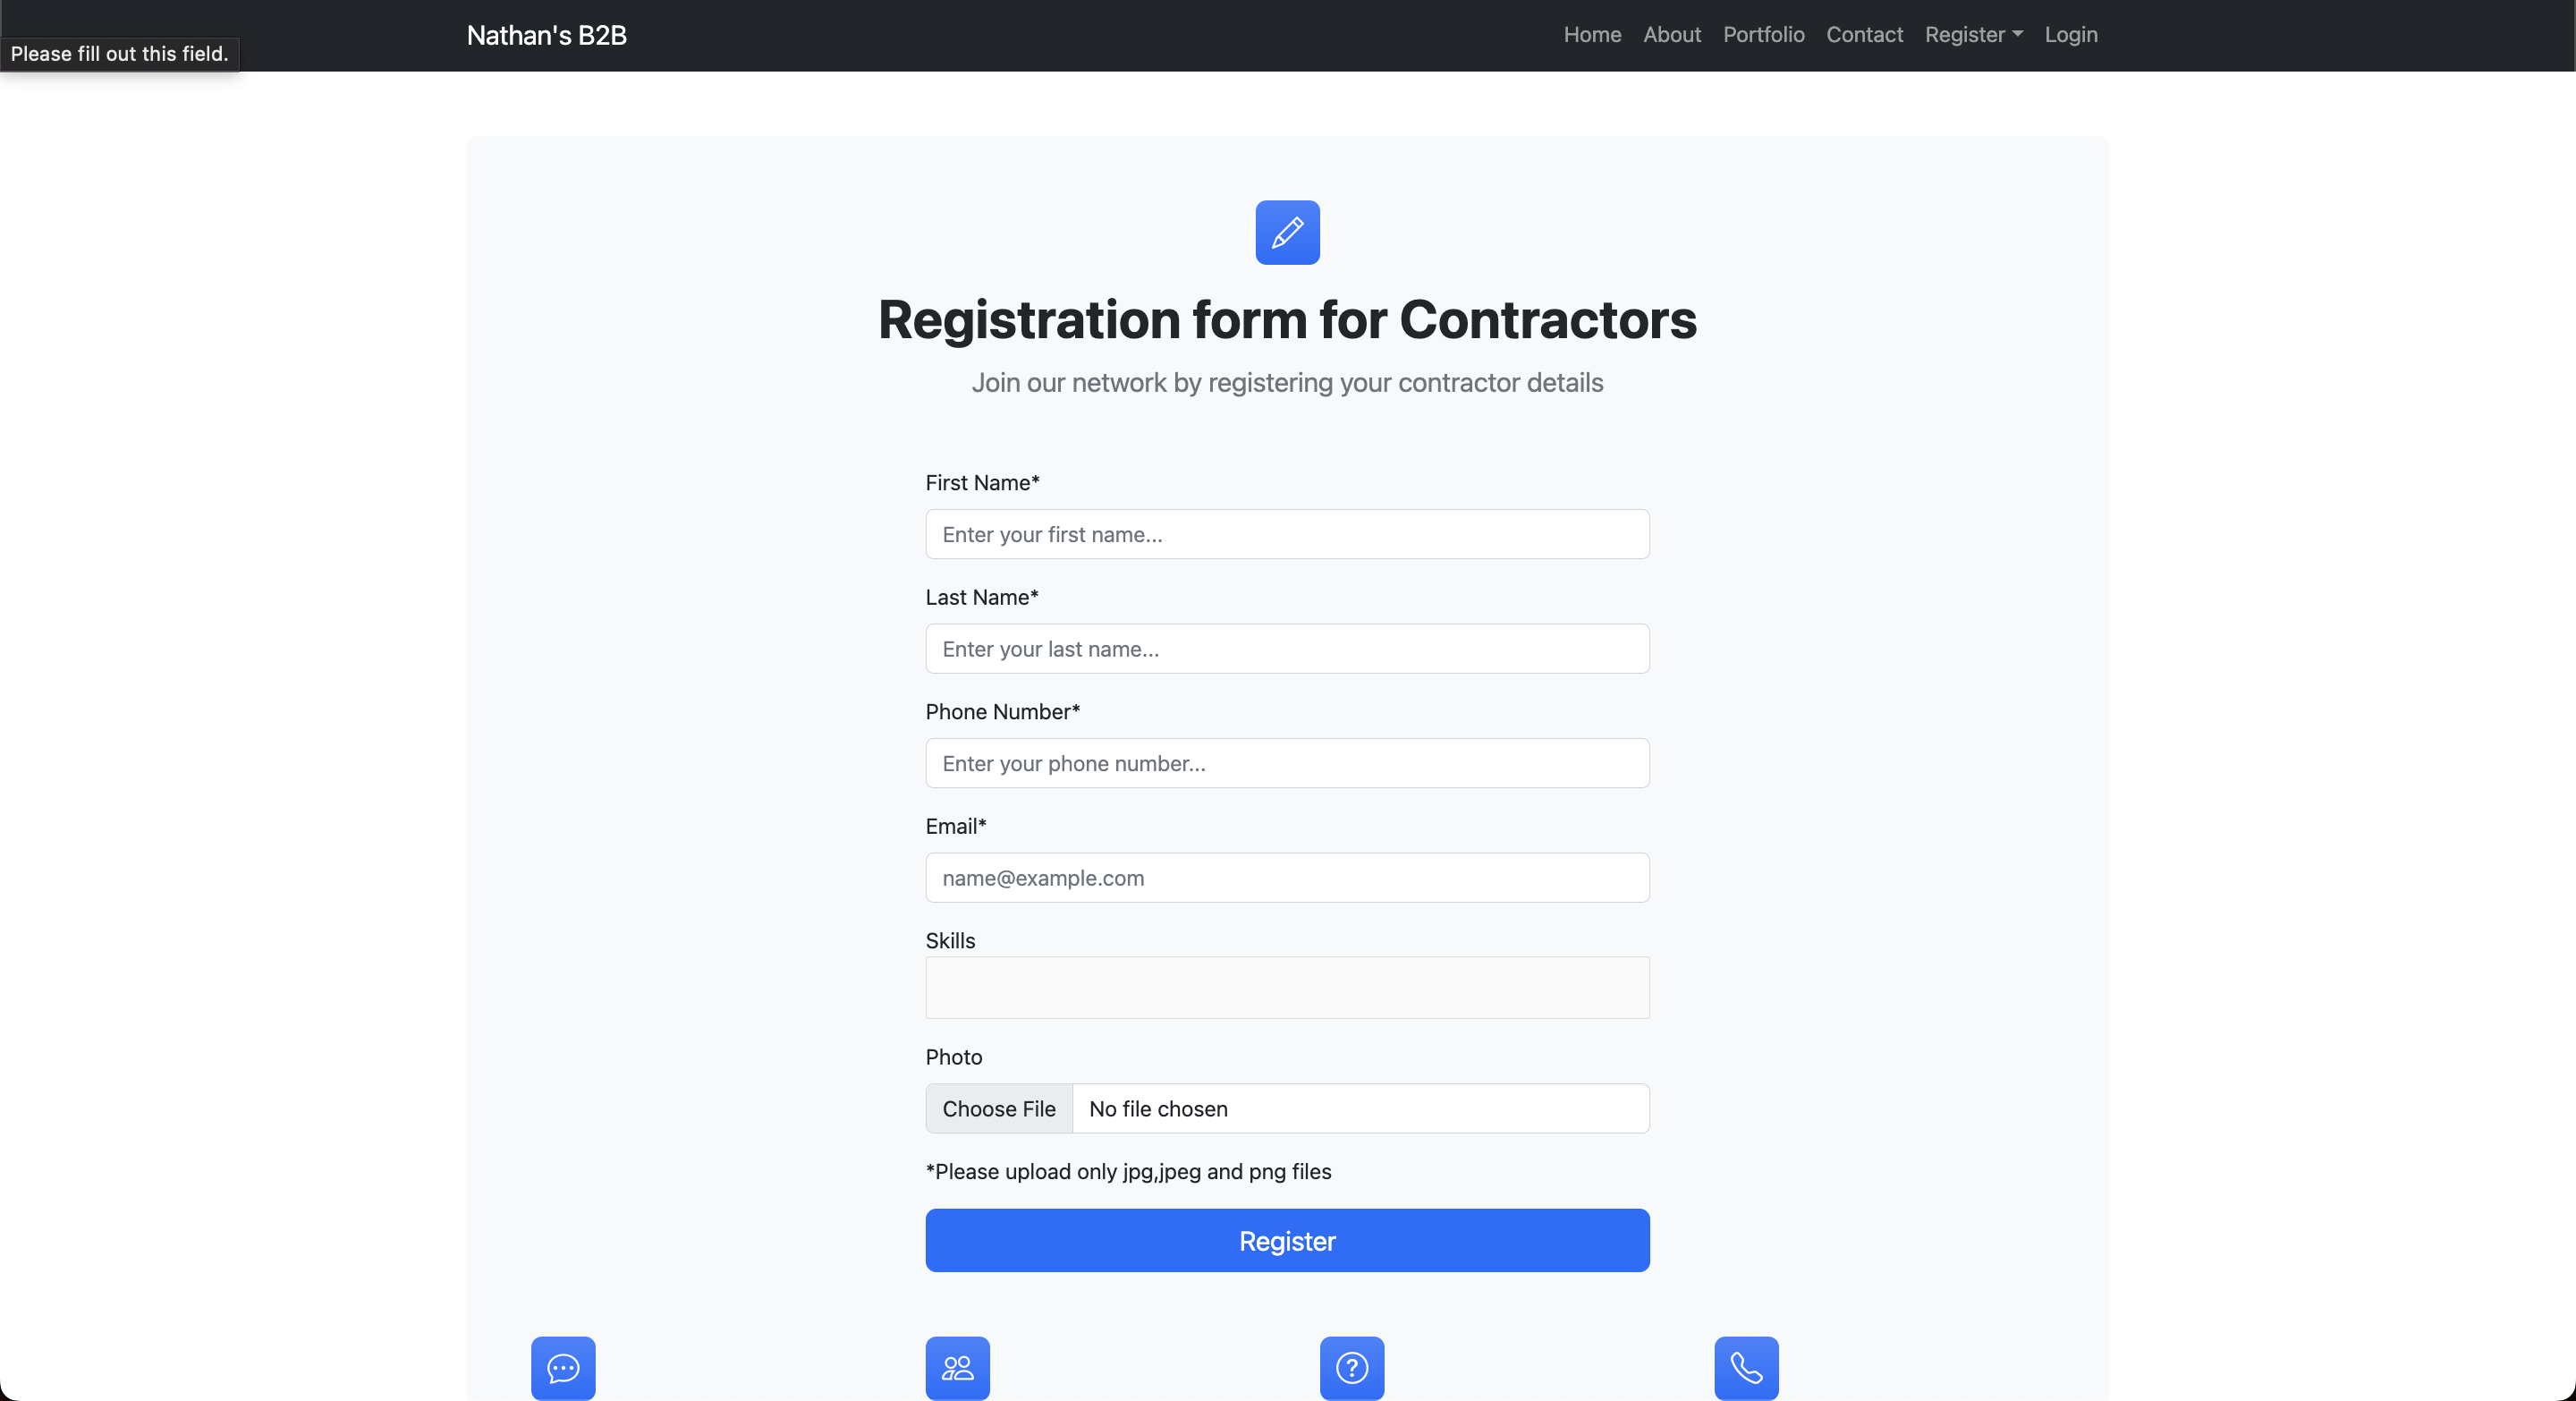 Nathan's B2B
Home About Portfolio Contact Register Login
Please fill out this field.
Registration form for Contractors
Join our network by registering your contractor details
First Name*
Enter your first name...
Last Name*
Enter your last name...
Phone Number*
Enter your phone number...
Email*
name@example.com
Skills
Photo
Choose File No file chosen
*Please upload only jpg,jpeg and png files
Register